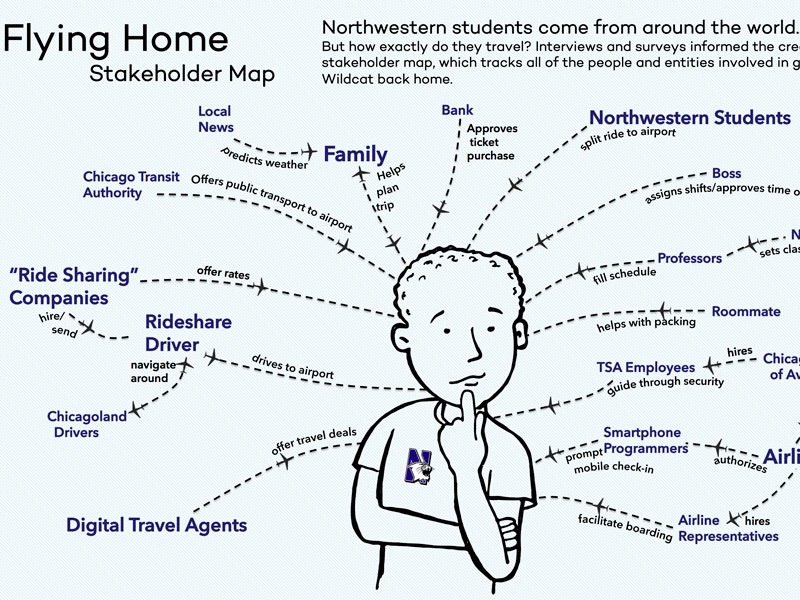 Flying Home
Stakeholder Map
Northwestern students come from around the world.
But how exactly do they travel? Interviews and surveys informed the
stakeholder map, which tracks all of the people and entities involved in
Wildcat back home.
Local
News
predicts weather
Family
Helps
plan
trip
Bank
Approves
ticket
purchase
Northwestern Students
split ride to airport
Chicago Transit
Authority
Offers public transport to airport
Boss
assigns shifts/approves time
"Ride Sharing"
Companies
offer rates
hire/
send
Rideshare
Driver
navigate
around
drives to airport
Chicagoland
Drivers
Professors
fill schedule
sets
Roommate
helps with packing
TSA Employees
guide through security
hires
of
Smartphone
Programmers
prompt
mobile check-in
authorizes
offer travel deals
Digital Travel Agents
facilitate boarding
Airline
Representatives
hires
N